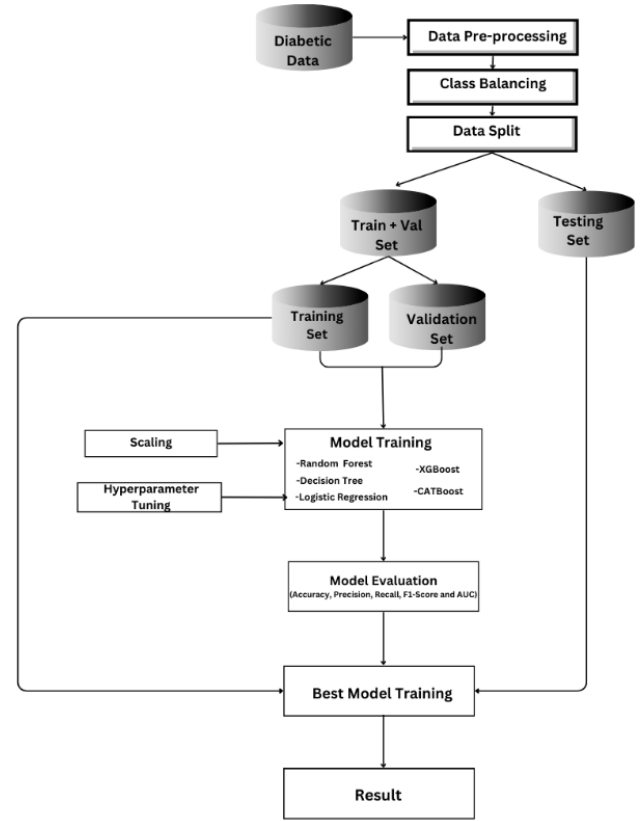 Diabetic
Data
Data Pre-processing
Class Balancing
Data Split
Train + Val
Set
Testing
Set
Training
Set
Validation
Set
Scaling
Hyperparameter
Tuning
Model Training
-Random Forest
-Decision Tree
-Logistic Regression
-XGBoost
-CATBoost
Model Evaluation
(Accuracy, Precision, Recall, F1-Score and AUC)
Best Model Training
Result